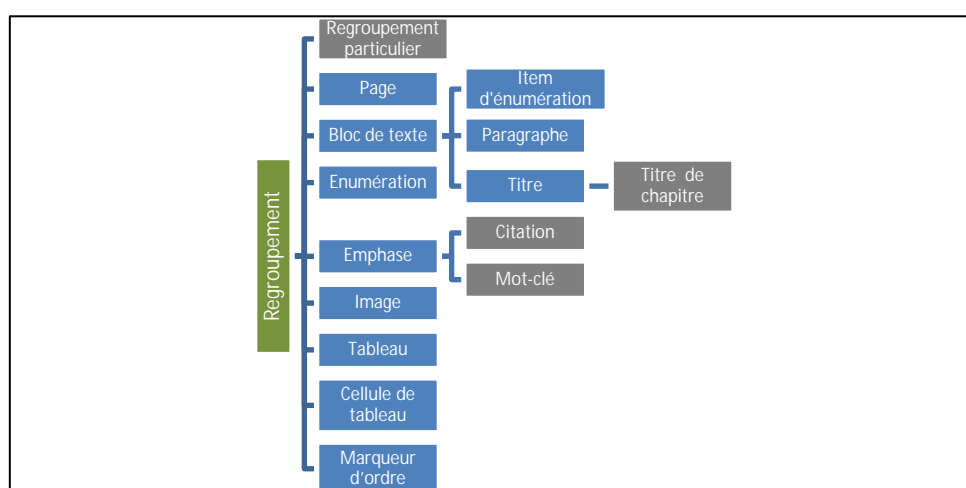 Regroupement
particulier
Page
Item
d'énumération
Bloc de texte
Paragraphe
Enumération
Titre
Titre de
chapitre
Regroupement
Citation
Emphase
Mot-clé
Image
Tableau
Cellule de
tableau
Marqueur
d'ordre